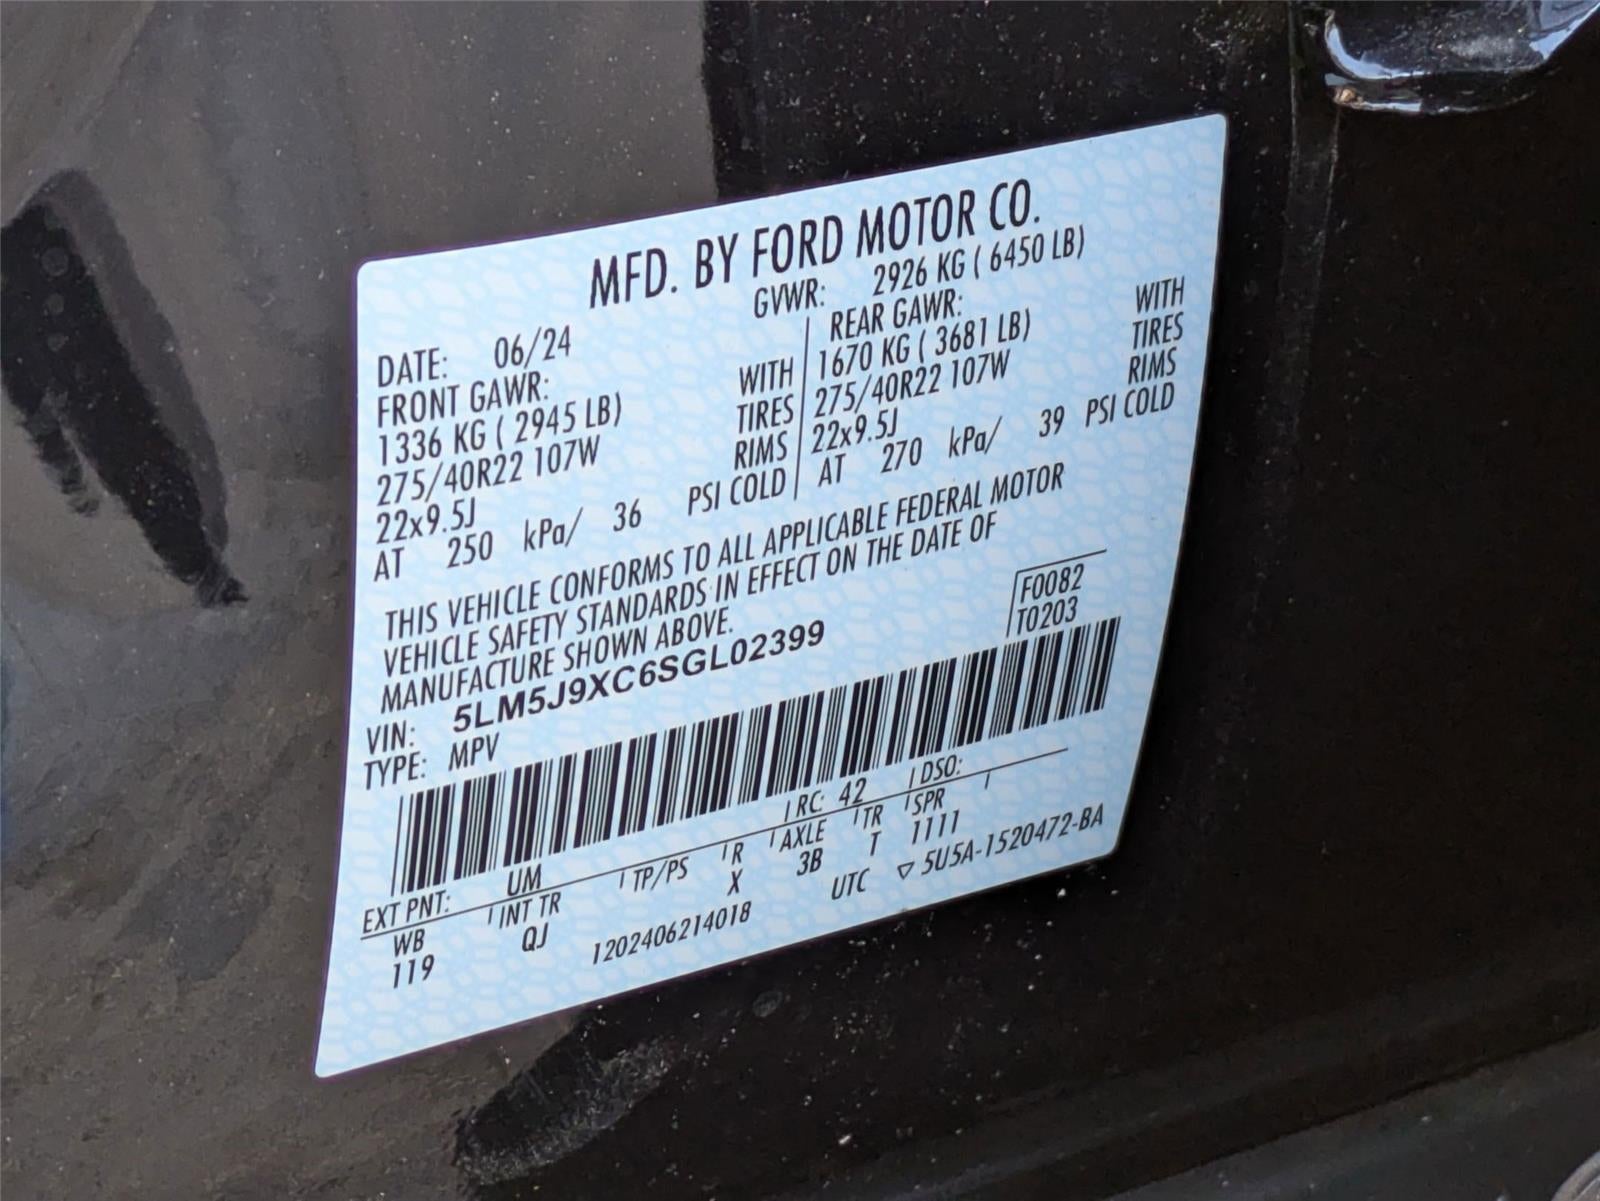 MFD. BY FORD MOTOR CO.
DATE: 06/24 GVWR: 2926 KG ( 6450 LB)
FRONT GAWR: REAR GAWR:
1336 KG ( 2945 LB) WITH 1670 KG ( 3681 LB) WITH
275/40R22 107W TIRES 275/40R22 107W TIRES
22x9.5J RIMS 22x9.5J RIMS
AT 250 kPa/ 36 PSI COLD AT 270 kPa/ 39 PSI COLD
THIS VEHICLE CONFORMS TO ALL APPLICABLE FEDERAL MOTOR
VEHICLE SAFETY STANDARDS IN EFFECT ON THE DATE OF
MANUFACTURE SHOWN ABOVE.
F0082
VIN: 5LM5J9XC6SGL02399 T0203
TYPE: MPV
EXT PNT: UM RC: 42 DSO:
WB INT TR TP/PS R AXLE TR SPR
119 QJ X 3B T 1111
1202406214018 UTC ▽ 5U5A-1520472-BA